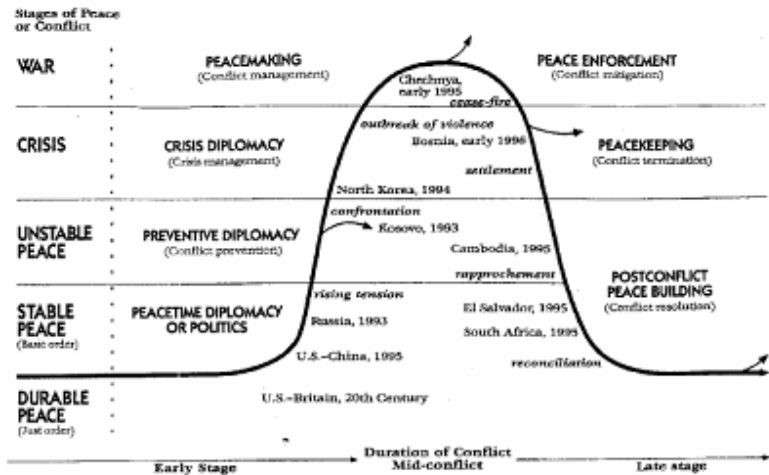 Stages of Peace
or Conflict
WAR
PEACEMAKING
(Conflict management)
PEACE ENFORCEMENT
(Conflict mitigation)
Chechnya,
early 1995
cease-fire
outbreak of violence
Bosnia, early 1996
CRISIS
CRISIS DIPLOMACY
(Crisis management)
PEACEKEEPING
(Conflict termination)
settlement
North Korea, 1994
confrontation
Kosovo, 1993
UNSTABLE
PEACE
PREVENTIVE DIPLOMACY
(Conflict prevention)
Cambodia, 1995
rapprochement
POSTCONFLICT
PEACE BUILDING
(Conflict resolution)
rising tension
STABLE
PEACE
(Basic order)
PEACETIME DIPLOMACY
OR POLITICS
Russia, 1993
El Salvador, 1995
South Africa, 1995
U.S.–China, 1995
reconciliation
DURABLE
PEACE
(Just order)
U.S.–Britain, 20th Century
Early Stage
Duration of Conflict
Mid-conflict
Late stage